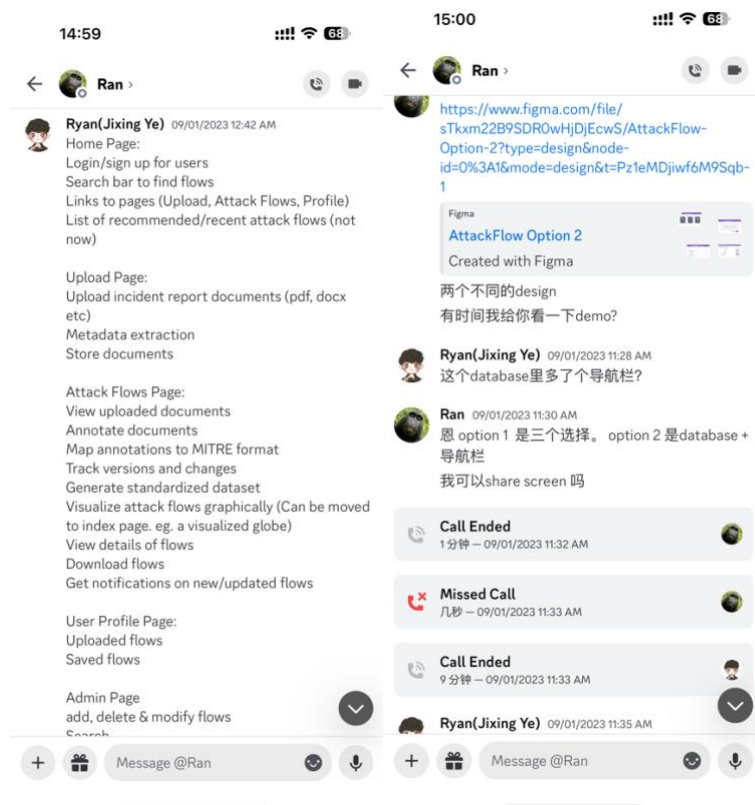 14:59
68
Ran
Ryan(Jixing Ye) 09/01/2023 12:42 AM
Home Page:
Login/sign up for users
Search bar to find flows
Links to pages (Upload, Attack Flows, Profile)
List of recommended/recent attack flows (not
now)
Upload Page:
Upload incident report documents (pdf, docx
etc)
Metadata extraction
Store documents
Attack Flows Page:
View uploaded documents
Annotate documents
Map annotations to MITRE format
Track versions and changes
Generate standardized dataset
Visualize attack flows graphically (Can be moved
to index page. eg. a visualized globe)
View details of flows
Download flows
Get notifications on new/updated flows
User Profile Page:
Uploaded flows
Saved flows
Admin Page
add, delete & modify flows
Search
Message @Ran
15:00
68
Ran
https://www.figma.com/file/
sTkxm22B9SDR0wHjDjEcwS/AttackFlow-
Option-2?type=design&node-
id=0%3A1&mode=design&t=Pz1eMDjiwf6M9Sqb-
1
Figma
AttackFlow Option 2
Created with Figma
两个不同的design
有时间我给你看一下demo?
Ryan(Jixing Ye) 09/01/2023 11:28 AM
这个database里多了个导航栏?
Ran 09/01/2023 11:30 AM
恩 option 1 是三个选择。 option 2 是database +
导航栏
我可以share screen 吗
Call Ended
1 分钟 — 09/01/2023 11:32 AM
Missed Call
几秒 — 09/01/2023 11:33 AM
Call Ended
9 分钟 — 09/01/2023 11:33 AM
Ryan(Jixing Ye) 09/01/2023 11:35 AM
Message @Ran